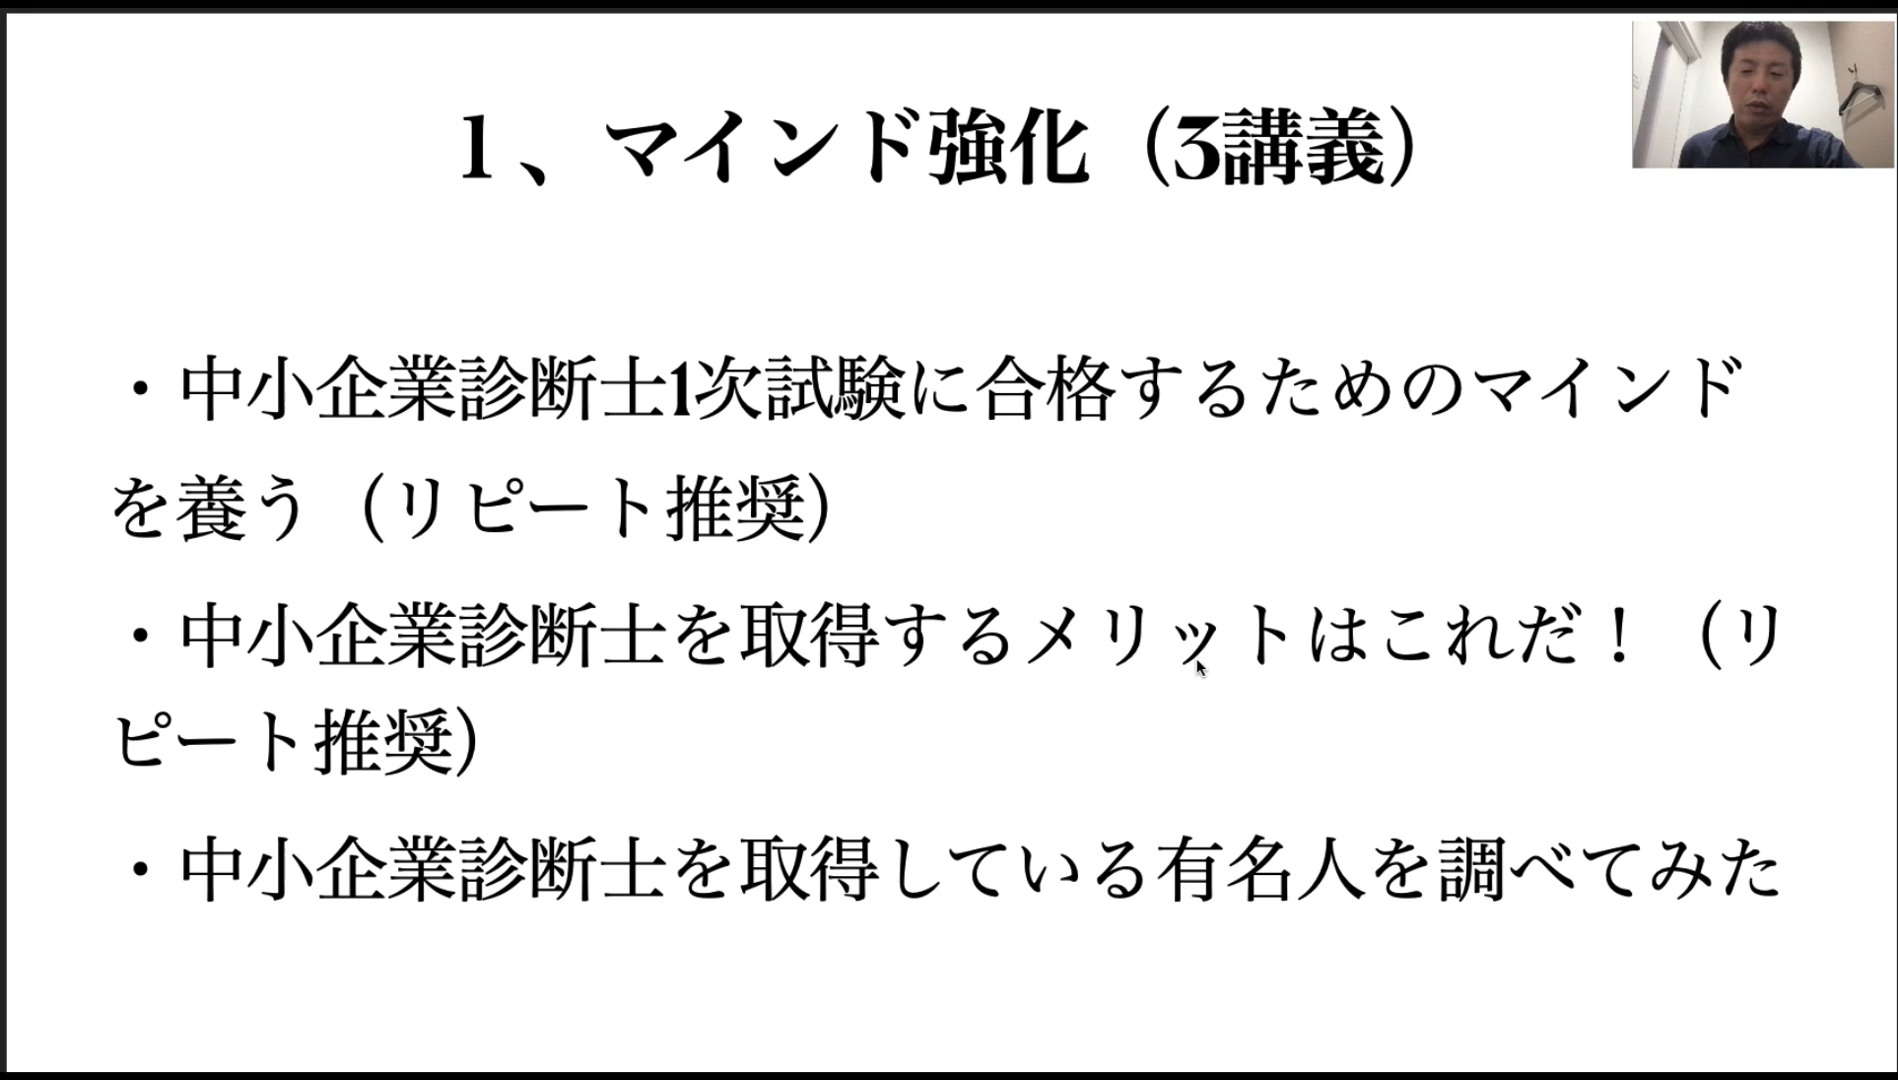 1、マインド強化（3講義）
・中小企業診断士1次試験に合格するためのマインド
を養う（リピート推奨）
・中小企業診断士を取得するメリットはこれだ！（リ
ピート推奨）
・中小企業診断士を取得している有名人を調べてみた